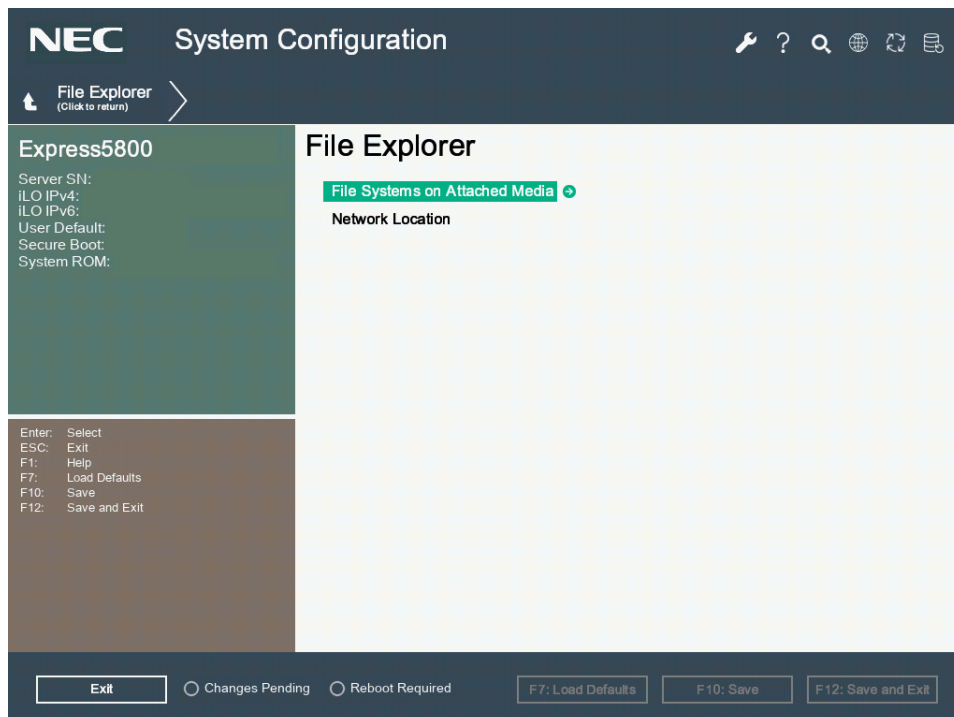 NEC System Configuration
File Explorer
(Click to return)
Express5800
Server SN:
iLO IPv4:
iLO IPv6:
User Default:
Secure Boot:
System ROM:
File Explorer
File Systems on Attached Media
Network Location
Enter: Select
ESC: Exit
F1: Help
F7: Load Defaults
F10: Save
F12: Save and Exit
Exit Changes Pending Reboot Required F7: Load Defaults F10: Save F12: Save and Exit